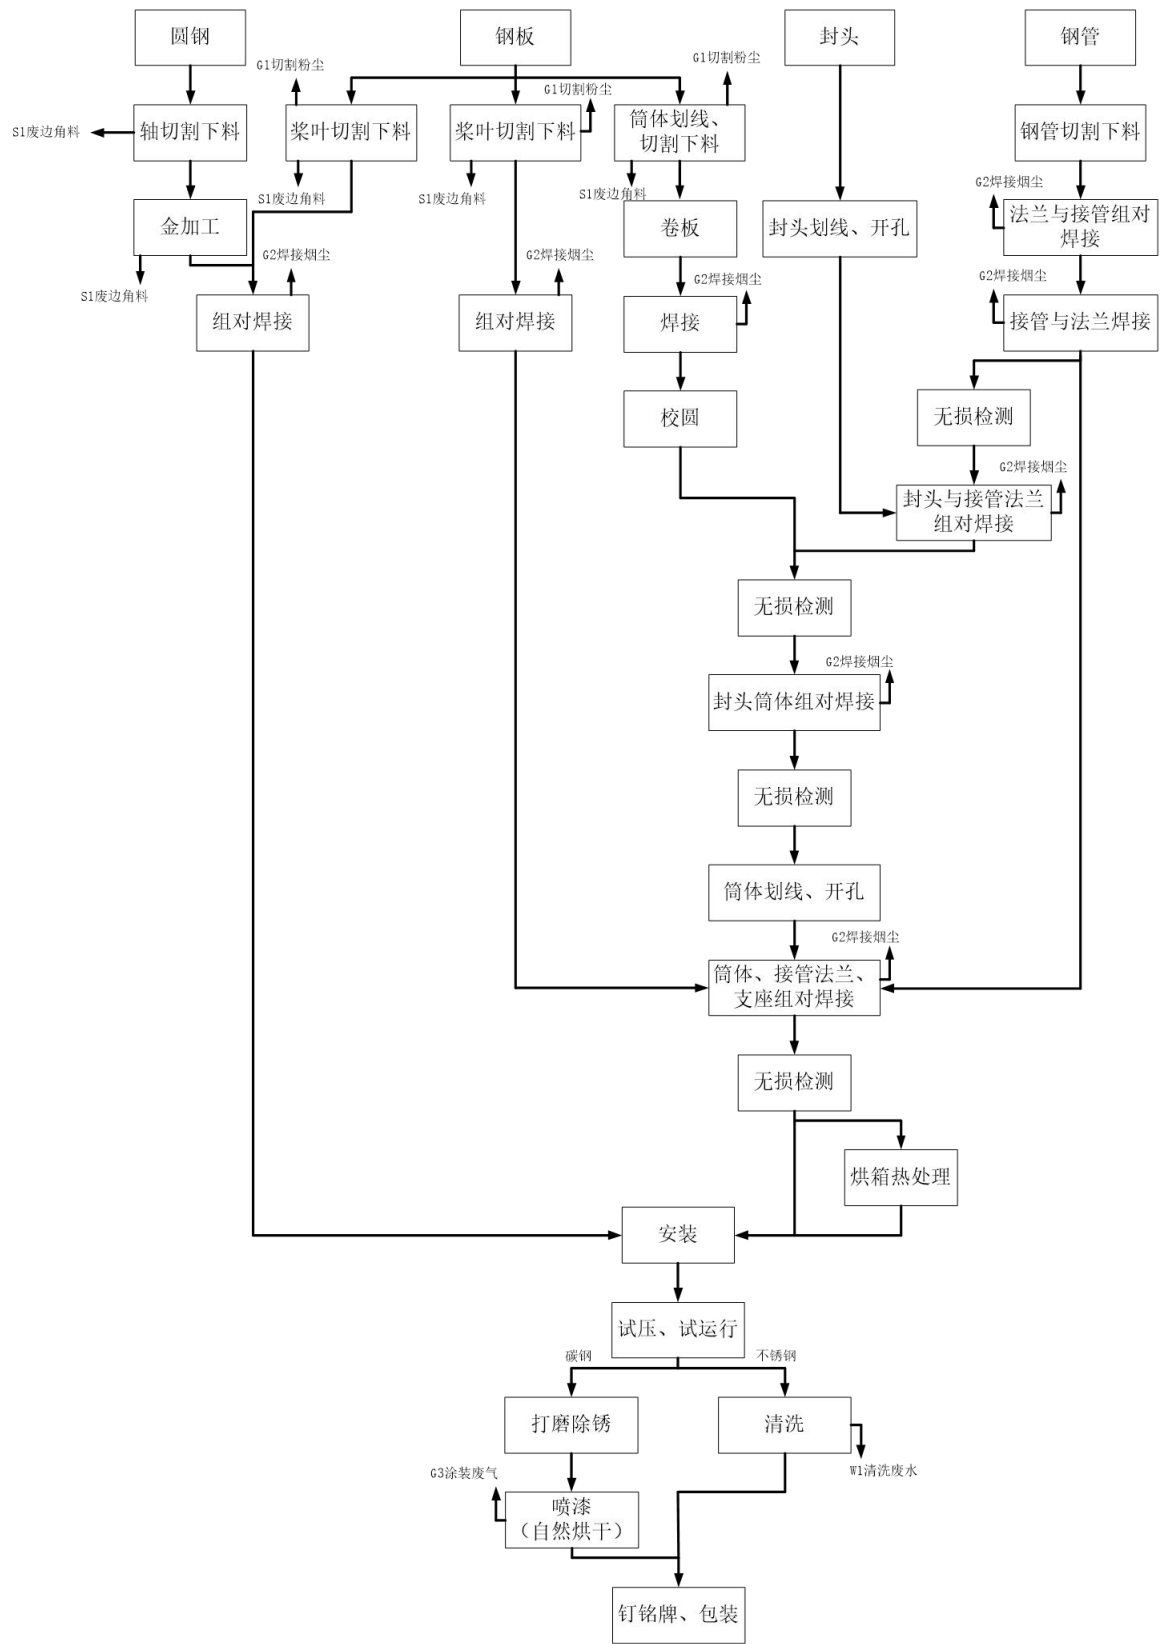 圆钢
钢板
封头
钢管
G1切割粉尘
G1切割粉尘
G1切割粉尘
S1废边角料
轴切割下料
桨叶切割下料
桨叶切割下料
筒体划线、
切割下料
钢管切割下料
S1废边角料
S1废边角料
S1废边角料
G2焊接烟尘
金加工
卷板
封头划线、开孔
法兰与接管组对
焊接
S1废边角料
G2焊接烟尘
G2焊接烟尘
G2焊接烟尘
G2焊接烟尘
组对焊接
组对焊接
焊接
接管与法兰焊接
校圆
无损检测
G2焊接烟尘
封头与接管法兰
组对焊接
无损检测
G2焊接烟尘
封头筒体组对焊接
无损检测
筒体划线、开孔
G2焊接烟尘
筒体、接管法兰、
支座组对焊接
无损检测
烘箱热处理
安装
试压、试运行
碳钢
不锈钢
打磨除锈
清洗
G3涂装废气
W1清洗废水
喷漆
（自然烘干）
钉铭牌、包装